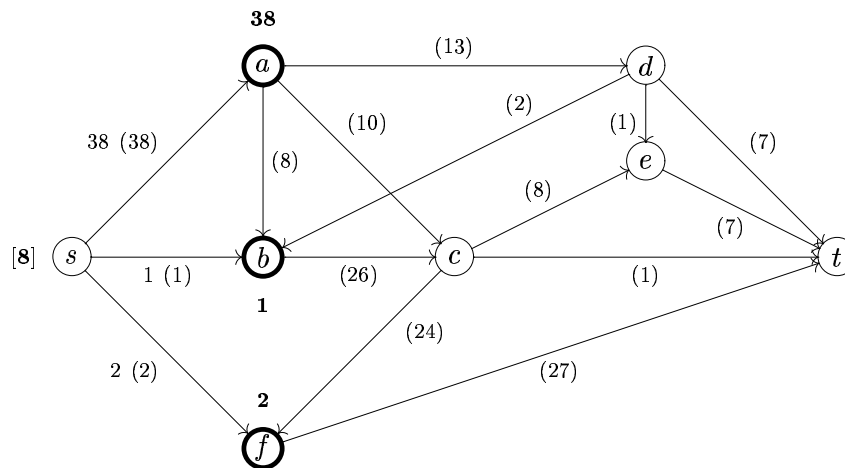 38
a
(13)
d
(2)
38 (38)
(10)
(1)
(7)
(8)
e
(8)
(7)
[8]
s
b
c
t
1 (1)
(26)
(1)
1
(24)
2 (2)
(27)
2
f